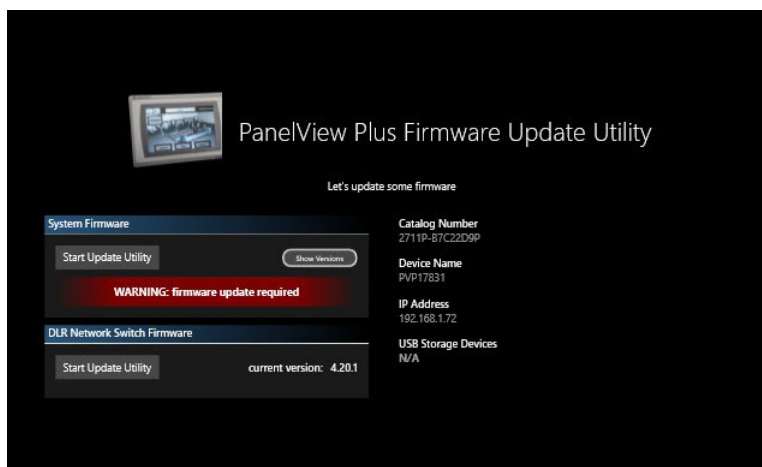 PanelView Plus Firmware Update Utility
Let's update some firmware
System Firmware
Start Update Utility
Show Versions
WARNING: firmware update required
DLR Network Switch Firmware
Start Update Utility
current version: 4.20.1
Catalog Number
2711P-B7C22D9P
Device Name
PVP17831
IP Address
192.168.1.72
USB Storage Devices
N/A